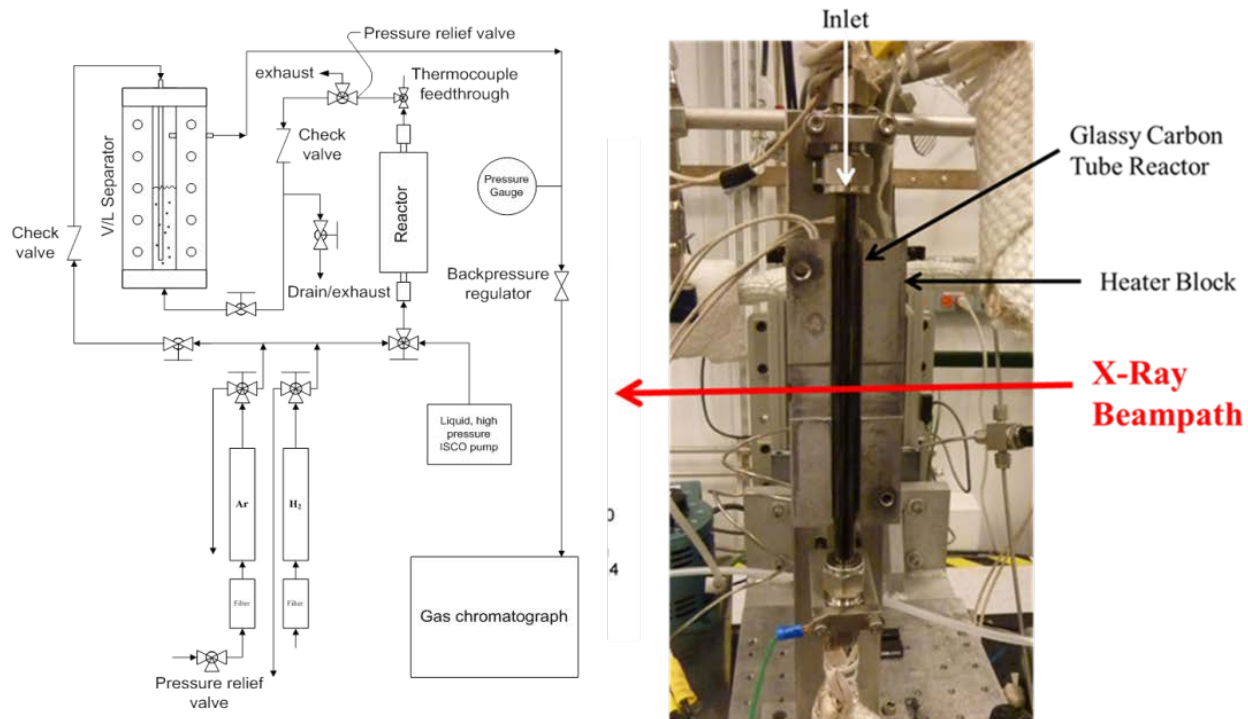 Pressure relief valve
exhaust
Thermocouple
feedthrough
V/L Separator
Check
valve
Reactor
Pressure
Gauge
Check
valve
Drain/exhaust
Backpressure
regulator
Liquid, high
pressure
ISCO pump
Ar
H2
Filter
Filter
Gas chromatograph
Pressure relief
valve
0
4
Inlet
Glassy Carbon
Tube Reactor
Heater Block
X-Ray
Beampath